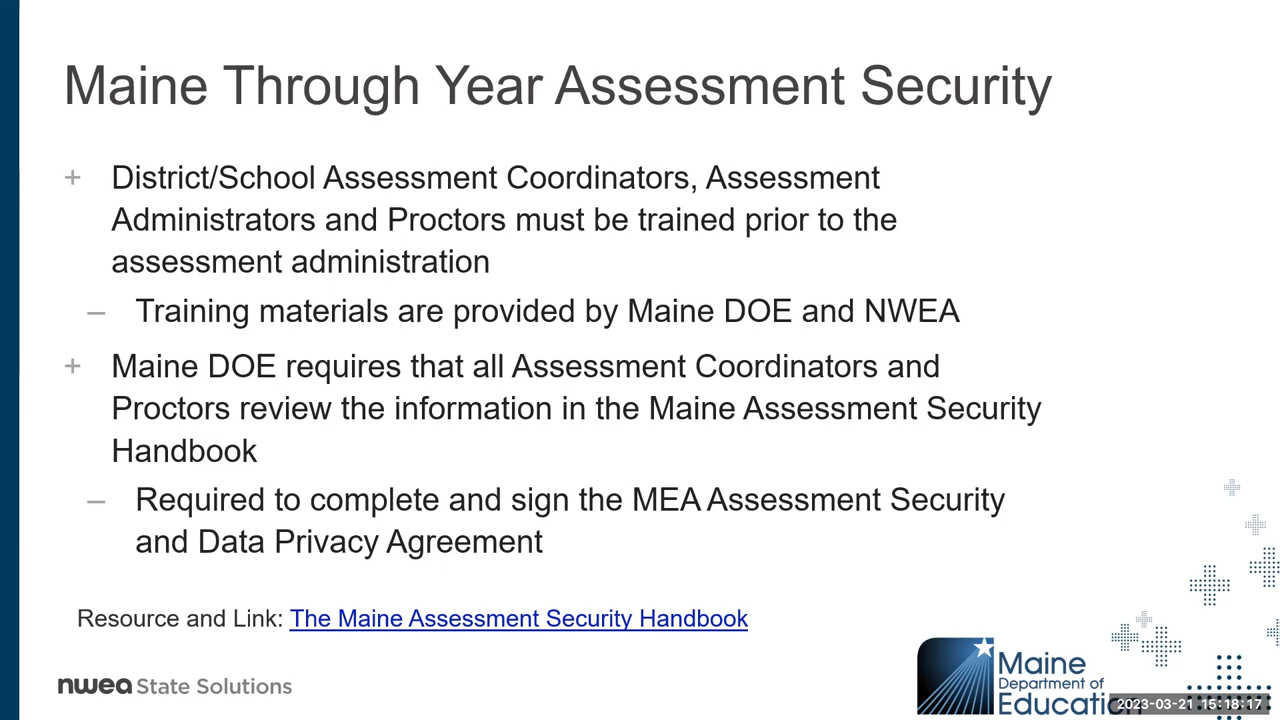 Maine Through Year Assessment Security
+ District/School Assessment Coordinators, Assessment
Administrators and Proctors must be trained prior to the
assessment administration
– Training materials are provided by Maine DOE and NWEA
+ Maine DOE requires that all Assessment Coordinators and
Proctors review the information in the Maine Assessment Security
Handbook
– Required to complete and sign the MEA Assessment Security
and Data Privacy Agreement
Resource and Link: The Maine Assessment Security Handbook
nwea State Solutions
Maine
Department of
Education
2023-03-21 15:18:17